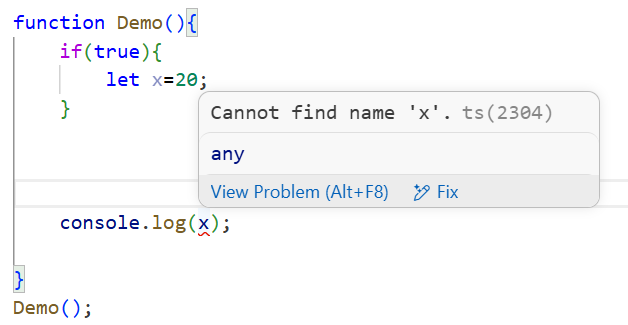 function Demo(){
if(true){
let x=20;
}
Cannot find name 'x'. ts(2304)
any
View Problem (Alt+F8) Fix
console.log(x);
}
Demo();